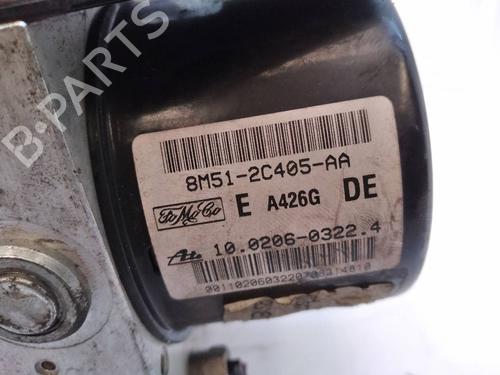 B-PARTS
8M51-2C405-AA
FoMoCo E A426G DE
Ate 10.0206-0322.4